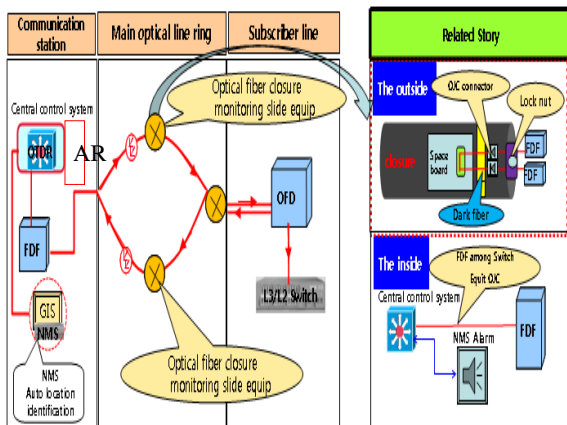 Communication
station
Main optical line ring
Subscriber line
Central control system
OTDR
AR
FDF
GIS
NMS
NMS
Auto location
identification
Optical fiber closure
monitoring slide equip
OFD
L3/L2 Switch
Optical fiber closure
monitoring slide equip
Related Story
The outside
OJC connector
Lock nut
closure
Space
board
FDF
FDF
Dark fiber
The inside
FDF among Switch
Equit OJC
Central control system
FDF
NMS Alarm